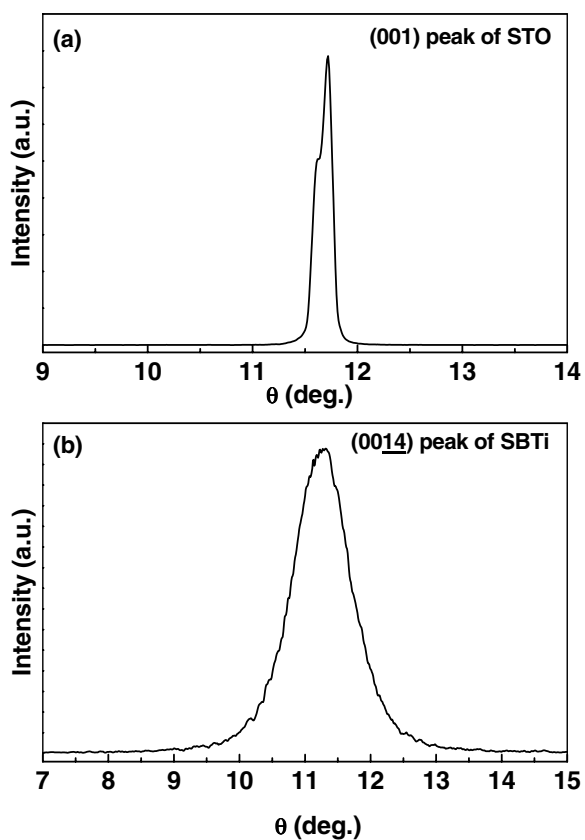 (a) (001) peak of STO
Intensity (a.u.)
9 10 11 12 13 14
θ (deg.)
(b) (0014) peak of SBTi
Intensity (a.u.)
7 8 9 10 11 12 13 14 15
θ (deg.)